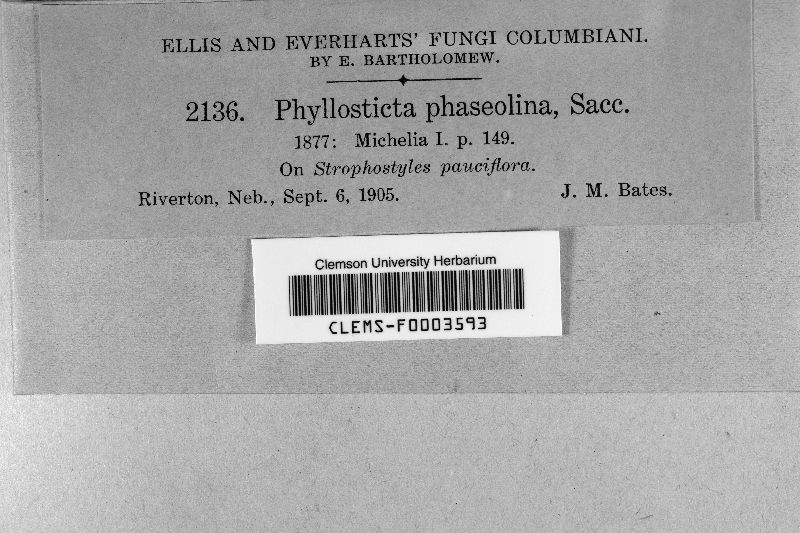 ELLIS AND EVERHARTS' FUNGI COLUMBIANI.
BY E. BARTHOLOMEW.
2136. Phyllosticta phaseolina, Sacc.
1877: Michelia I. p. 149.
On Strophostyles pauciflora.
Riverton, Neb., Sept. 6, 1905. J. M. Bates.
Clemson University Herbarium
CLEMS-F0003593